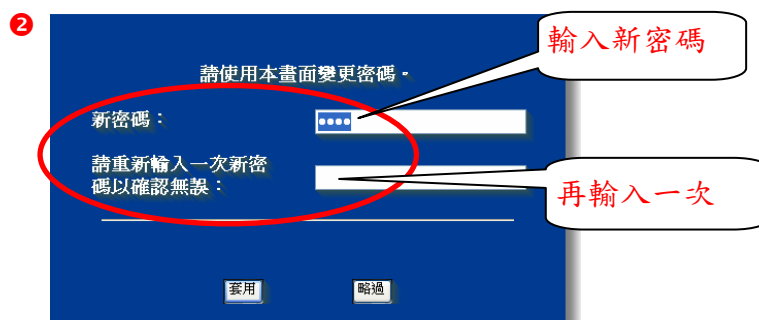 ❷
輸入新密碼
請使用本畫面變更密碼。
新密碼：
••••
請重新輸入一次新密
碼以確認無誤：
再輸入一次
套用
略過